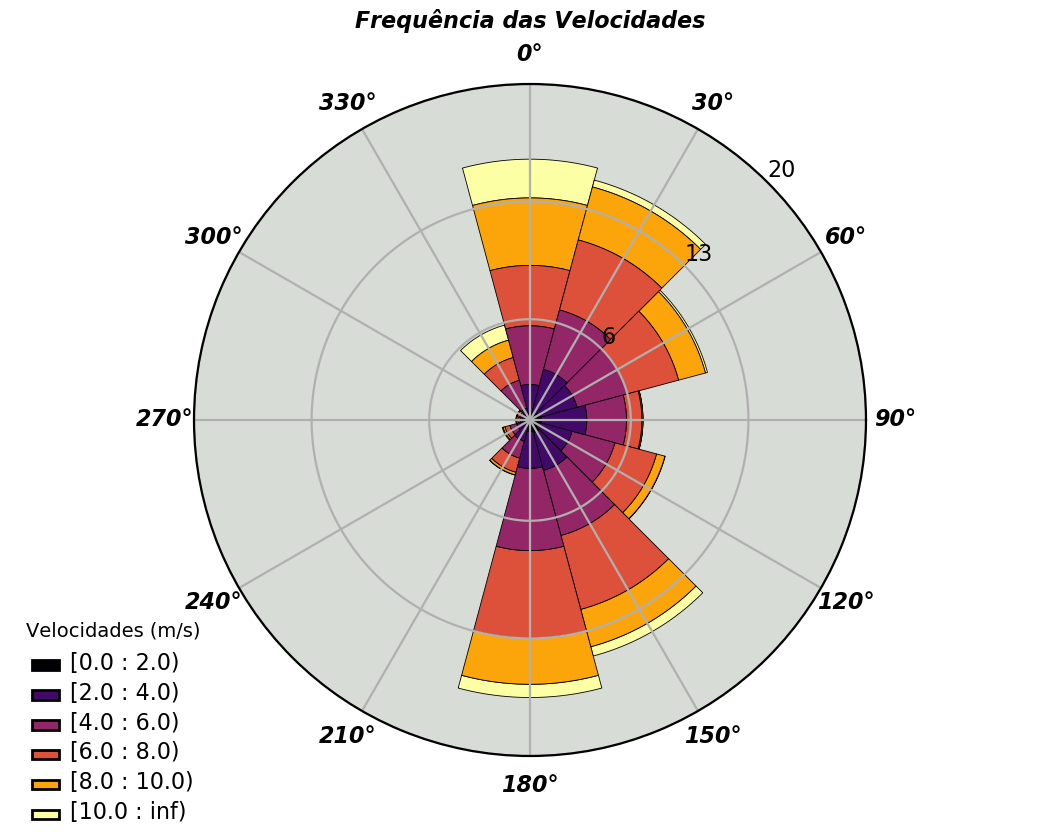 Frequência das Velocidades
0°
330°
30°
20
300°
60°
13
6
270°
90°
240°
120°
210°
150°
180°
Velocidades (m/s)
[0.0 : 2.0)
[2.0 : 4.0)
[4.0 : 6.0)
[6.0 : 8.0)
[8.0 : 10.0)
[10.0 : inf)